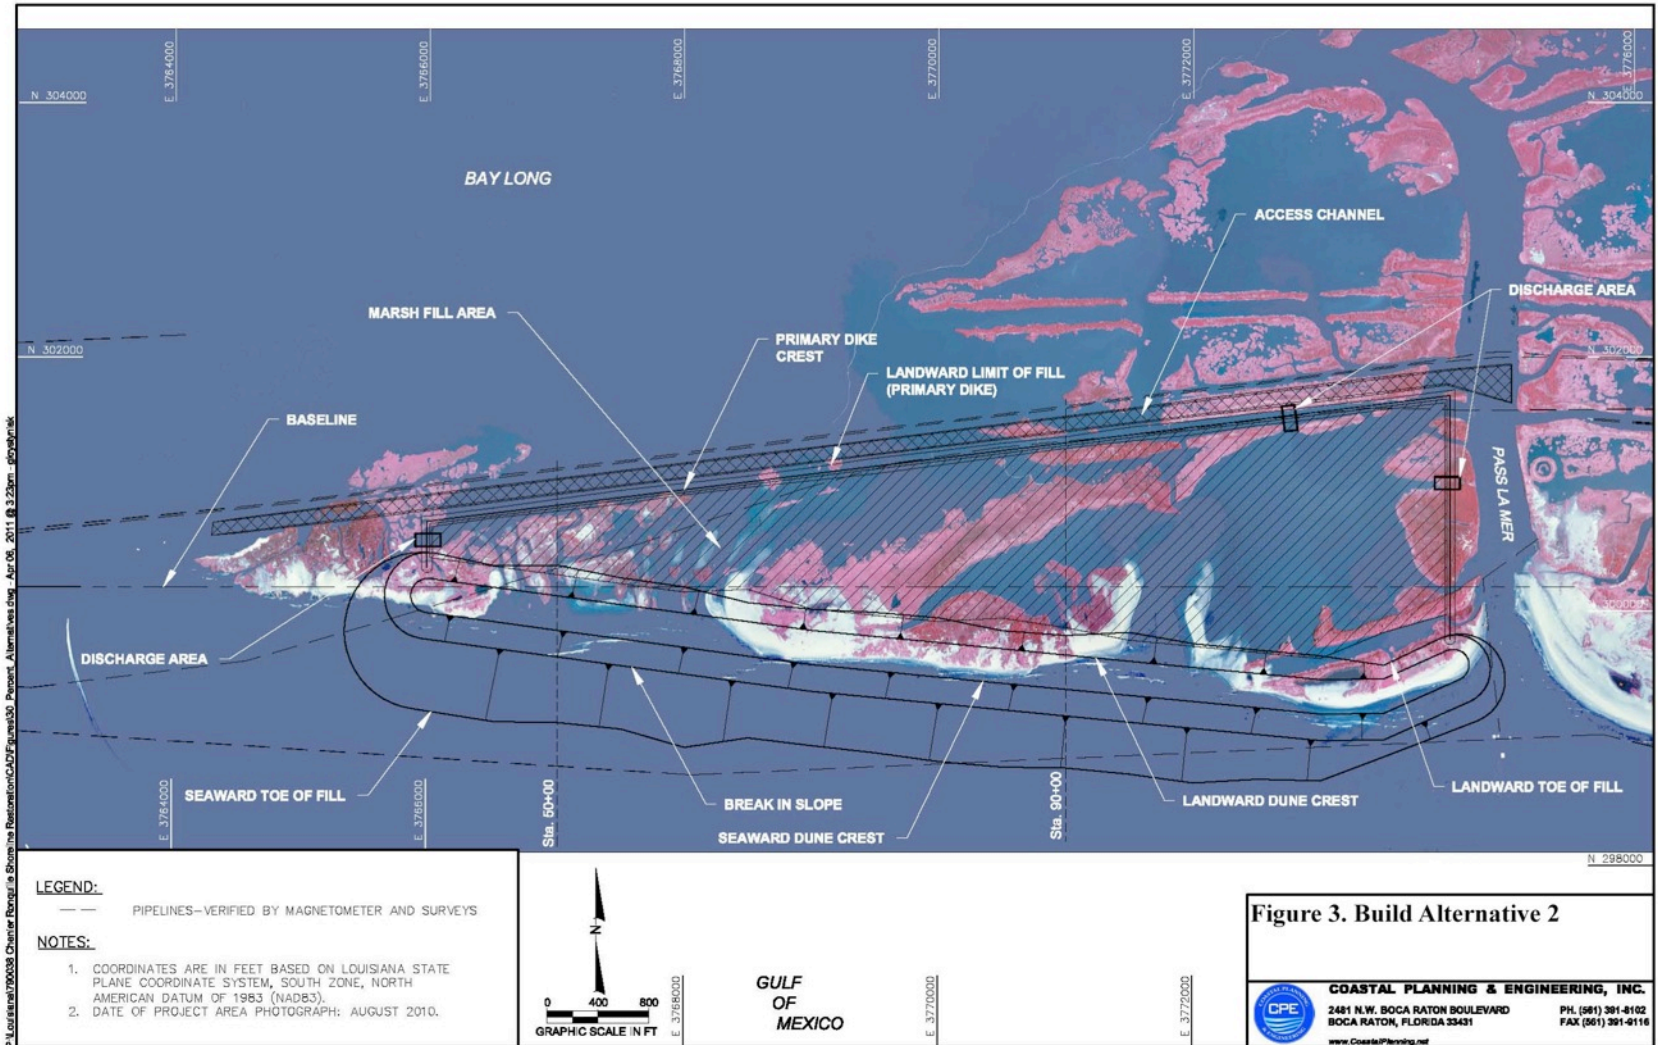 E 3764000
E 3766000
E 3768000
E 3770000
E 3772000
E 3776000
N 304000
N 304000
BAY LONG
ACCESS CHANNEL
DISCHARGE AREA
MARSH FILL AREA
PRIMARY DIKE
CREST
N 302000
N 302000
LANDWARD LIMIT OF FILL
(PRIMARY DIKE)
BASELINE
PASS LA MER
N 300000
DISCHARGE AREA
SEAWARD TOE OF FILL
BREAK IN SLOPE
SEAWARD DUNE CREST
LANDWARD DUNE CREST
LANDWARD TOE OF FILL
E 3764000
E 3766000
Sta. 50+00
Sta. 90+00
N 298000
LEGEND:
PIPELINES-VERIFIED BY MAGNETOMETER AND SURVEYS
NOTES:
1. COORDINATES ARE IN FEET BASED ON LOUISIANA STATE
PLANE COORDINATE SYSTEM, SOUTH ZONE, NORTH
AMERICAN DATUM OF 1983 (NAD83).
2. DATE OF PROJECT AREA PHOTOGRAPH: AUGUST 2010.
N
0 400 800
GRAPHIC SCALE IN FT
E 3768000
GULF
OF
MEXICO
E 3770000
E 3772000
Figure 3. Build Alternative 2
COASTAL PLANNING & ENGINEERING, INC.
COASTAL PLANNING
CPE
& ENGINEERING
2481 N.W. BOCA RATON BOULEVARD
BOCA RATON, FLORIDA 33431
PH. (561) 391-8102
FAX (561) 391-9116
www.CoastalPlanning.net